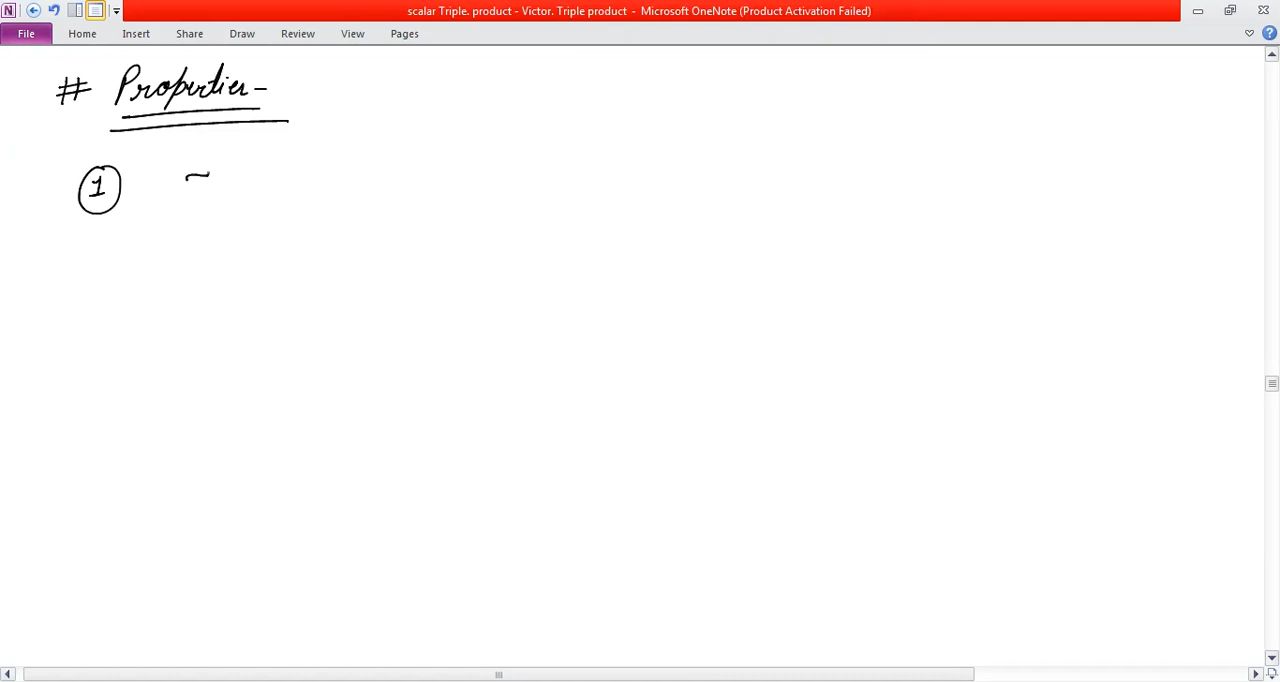 scalar Triple. product - Victor. Triple product - Microsoft OneNote (Product Activation Failed)
File Home Insert Share Draw Review View Pages
# Properties-
1